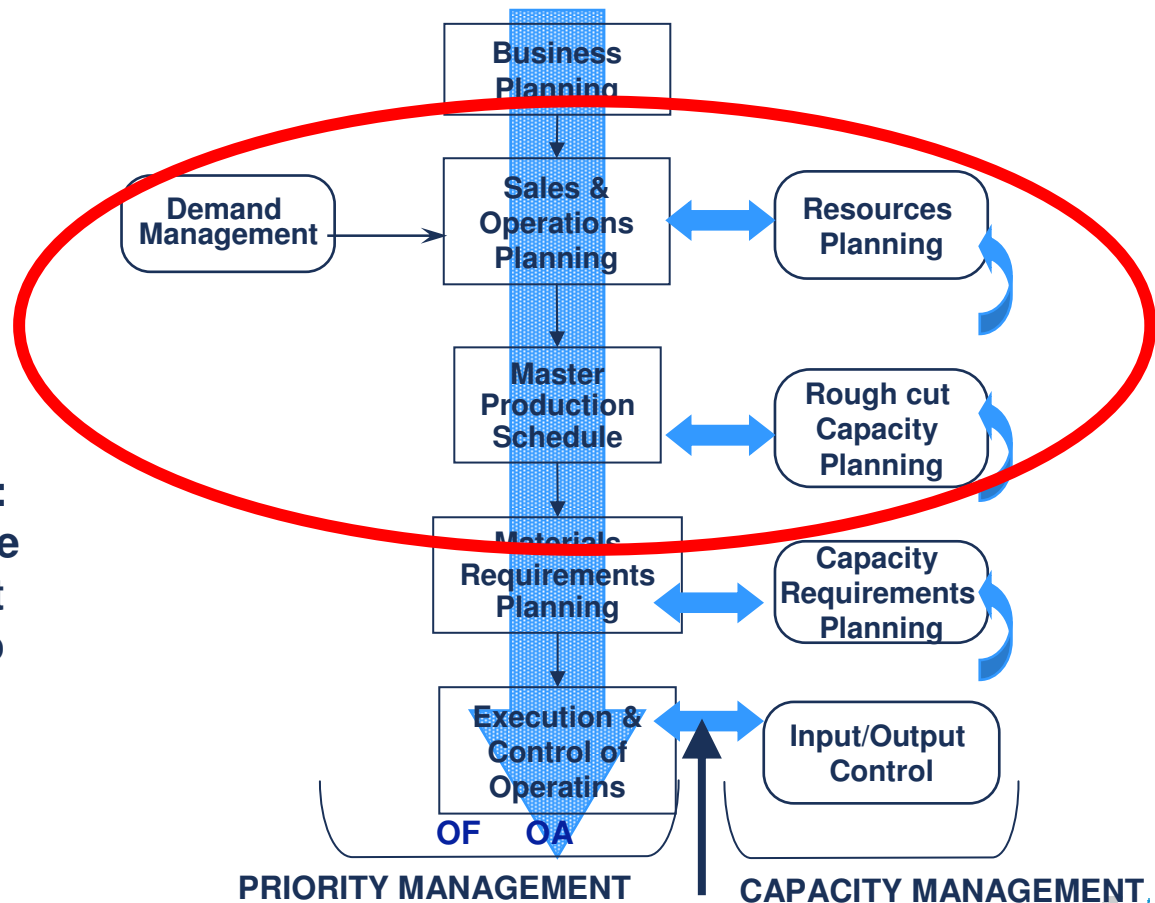 Business
Planning
Sales &
Operations
Planning
Demand
Management
Resources
Planning
Master
Production
Schedule
Rough cut
Capacity
Planning
:
e
t
Materials
Requirements
Planning
Capacity
Requirements
Planning
Execution &
Control of
Operatins
Input/Output
Control
OF OA
PRIORITY MANAGEMENT
CAPACITY MANAGEMENT